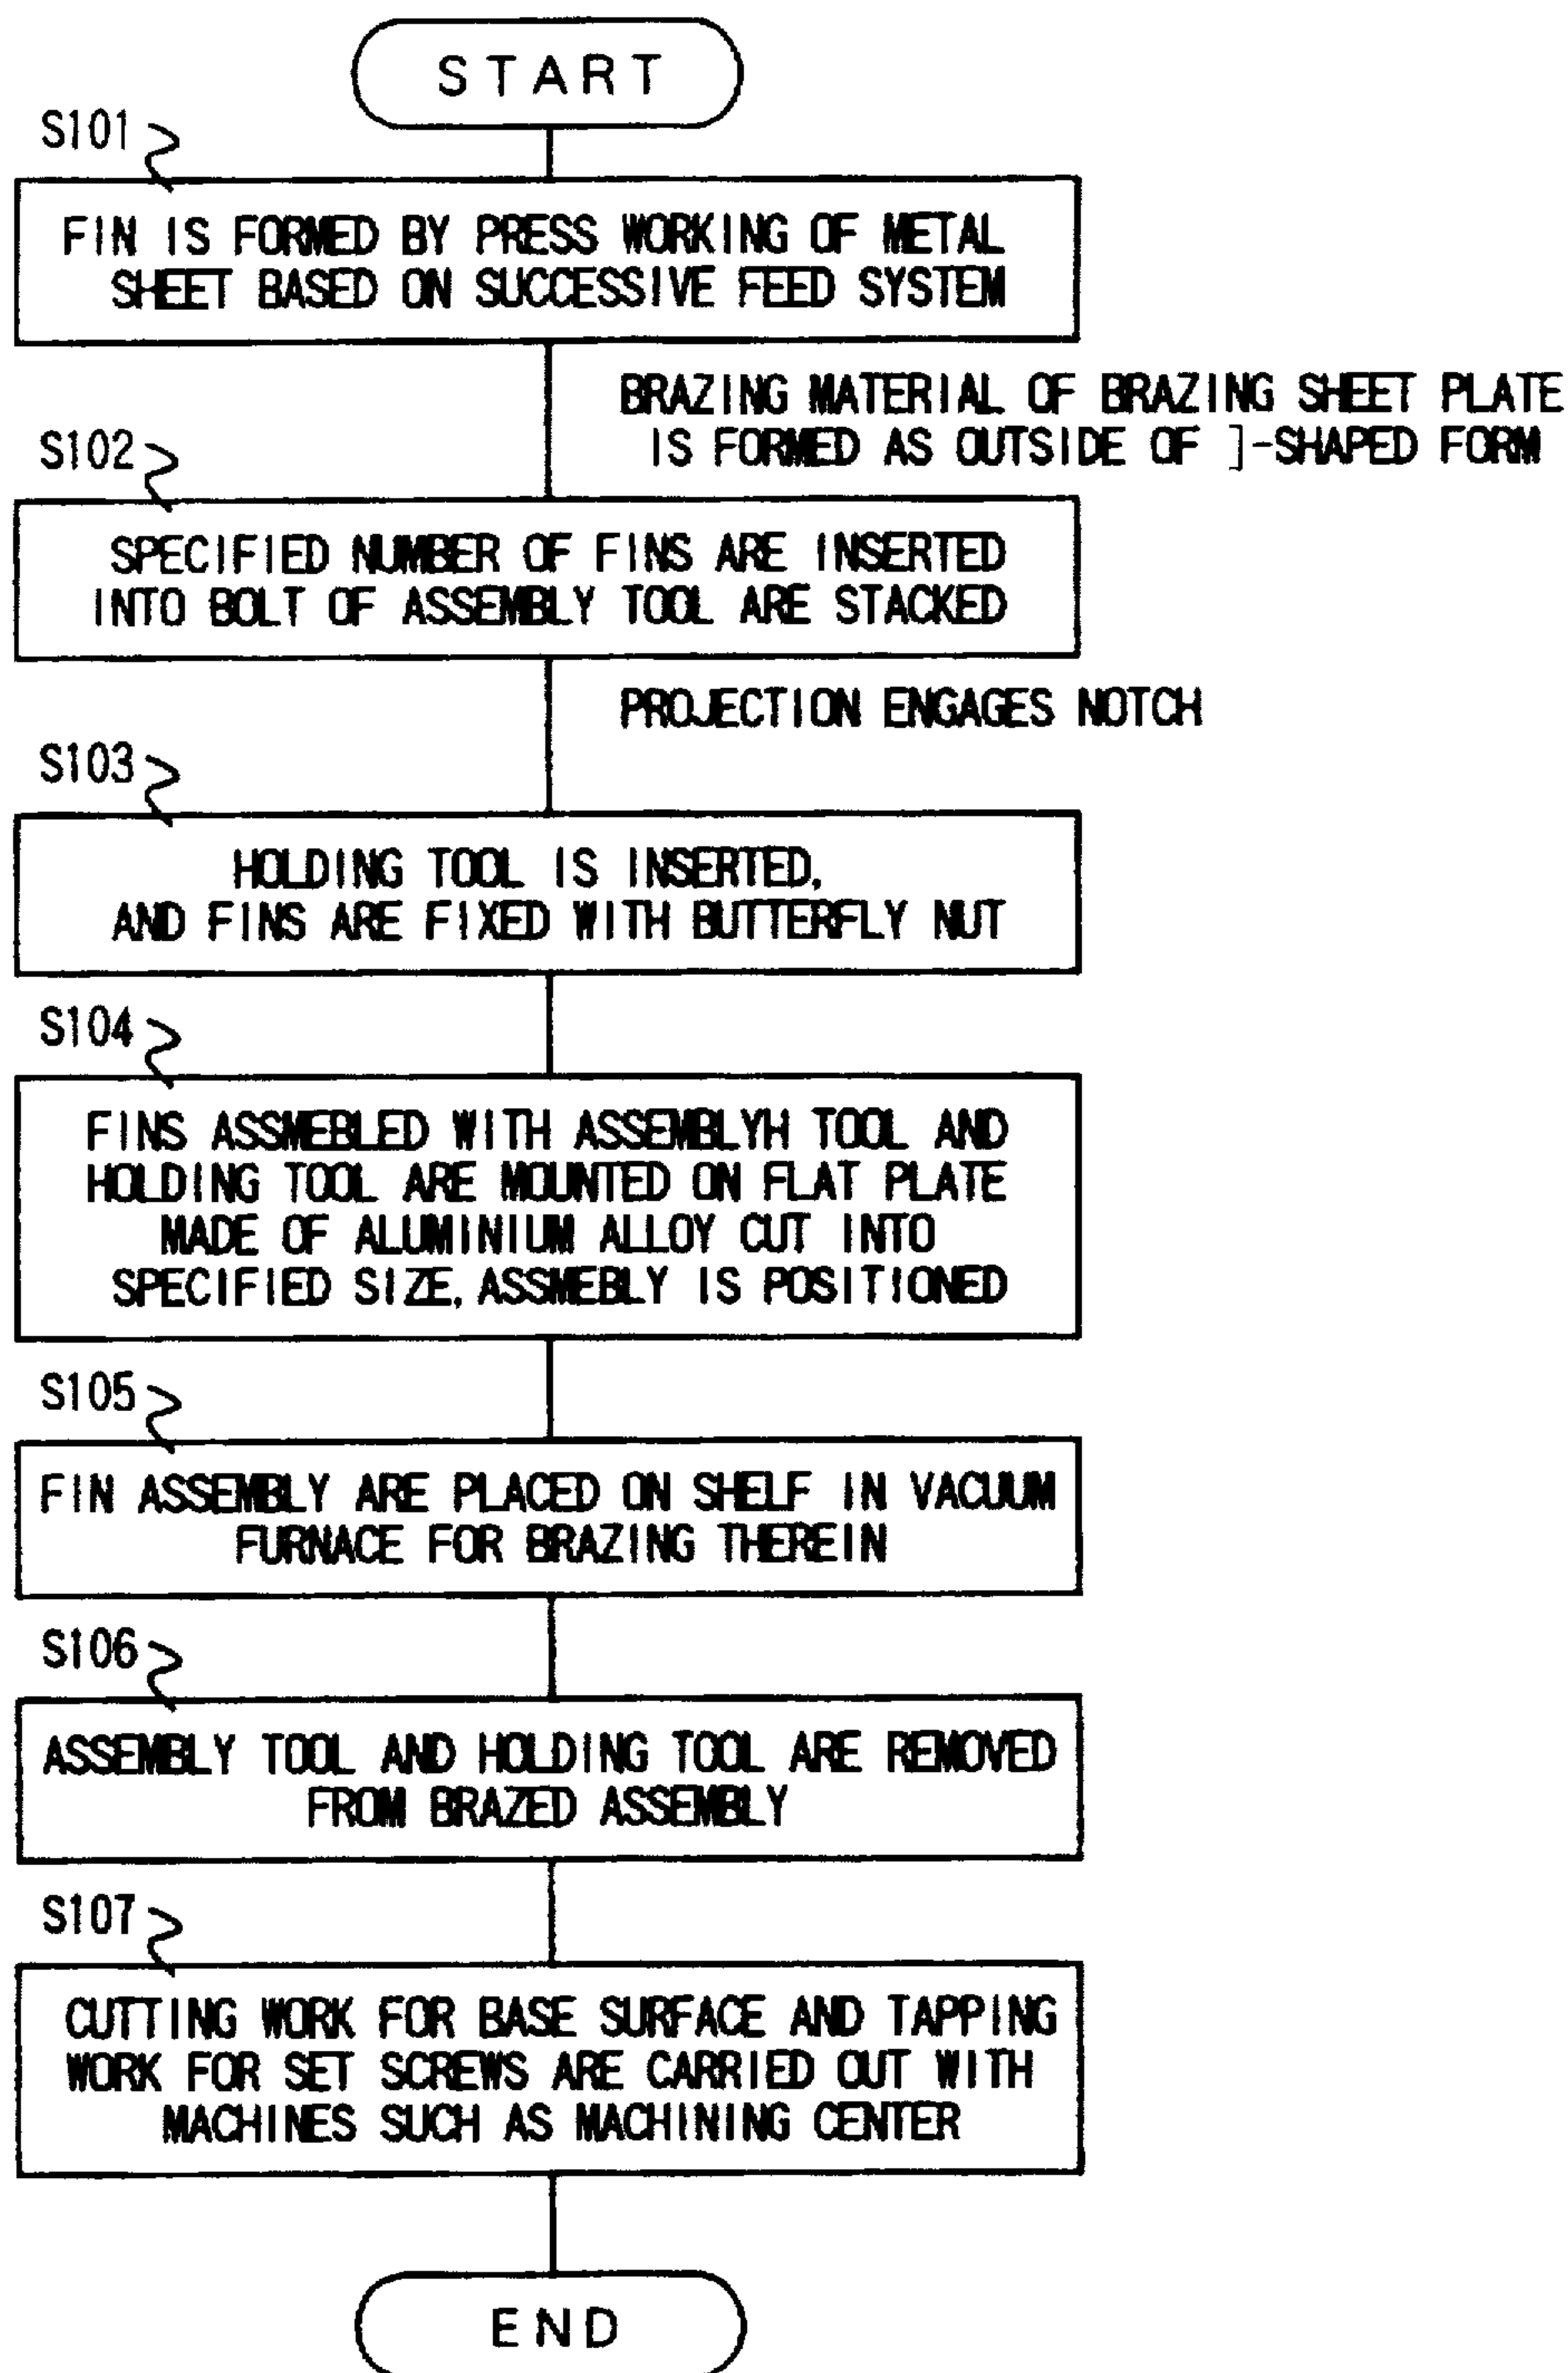 START
S101
FIN IS FORMED BY PRESS WORKING OF METAL
SHEET BASED ON SUCCESSIVE FEED SYSTEM
BRAZING MATERIAL OF BRAZING SHEET PLATE
IS FORMED AS OUTSIDE OF ]-SHAPED FORM
S102
SPECIFIED NUMBER OF FINS ARE INSERTED
INTO BOLT OF ASSEMBLY TOOL ARE STACKED
PROJECTION ENGAGES NOTCH
S103
HOLDING TOOL IS INSERTED,
AND FINS ARE FIXED WITH BUTTERFLY NUT
S104
FINS ASSMEBLED WITH ASSEMBLYH TOOL AND
HOLDING TOOL ARE MOUNTED ON FLAT PLATE
MADE OF ALUMINIUM ALLOY CUT INTO
SPECIFIED SIZE, ASSMEBLY IS POSITIONED
S105
FIN ASSEMBLY ARE PLACED ON SHELF IN VACUUM
FURNACE FOR BRAZING THEREIN
S106
ASSEMBLY TOOL AND HOLDING TOOL ARE REMOVED
FROM BRAZED ASSEMBLY
S107
CUTTING WORK FOR BASE SURFACE AND TAPPING
WORK FOR SET SCREWS ARE CARRIED OUT WITH
MACHINES SUCH AS MACHINING CENTER
END